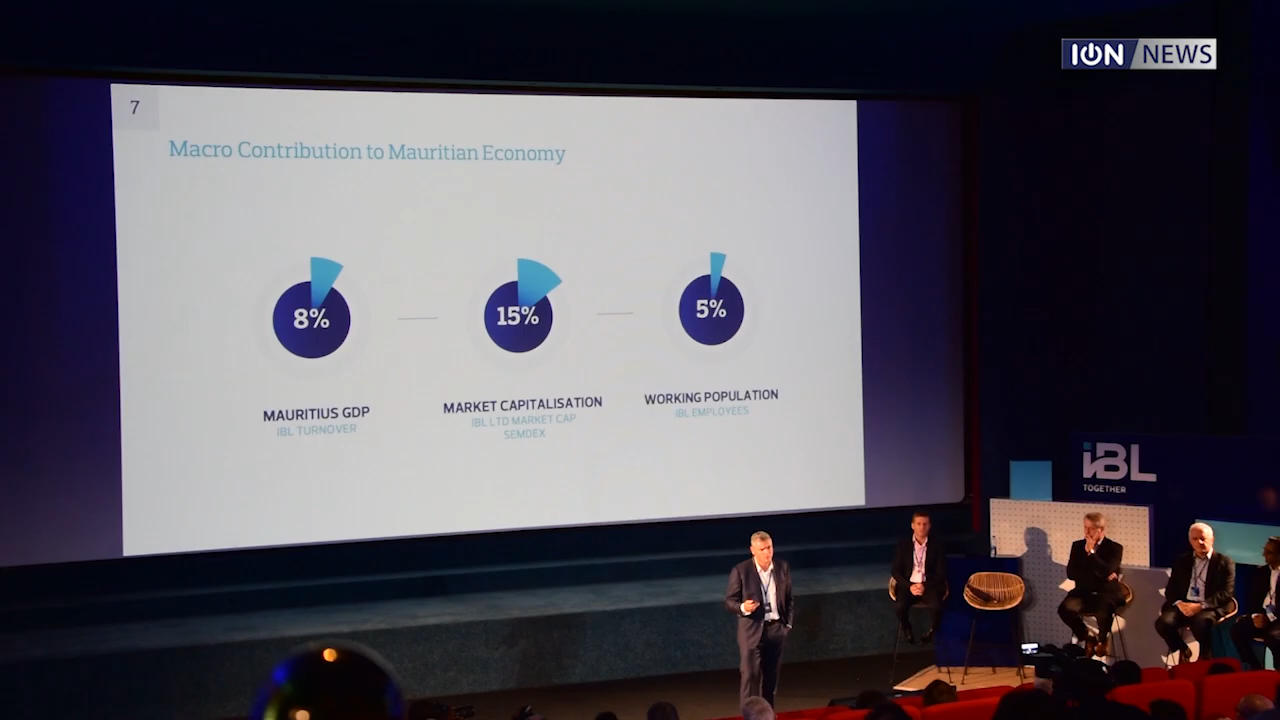 ION NEWS
7
Macro Contribution to Mauritian Economy
8%
15%
5%
MAURITIUS GDP
IBL TURNOVER
MARKET CAPITALISATION
IBL LTD MARKET CAP
SEMDEX
WORKING POPULATION
IBL EMPLOYEES
iBL
TOGETHER